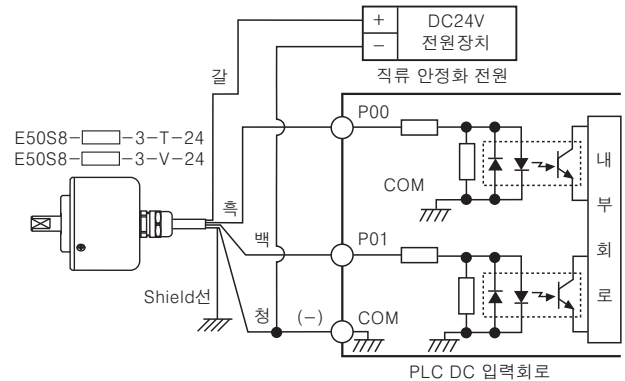 + DC24V
− 전원장치
직류 안정화 전원
갈
P00
E50S8-□-3-T-24
E50S8-□-3-V-24
COM
내
부
회
로
흑
백
P01
Shield선
청
(−)
COM
PLC DC 입력회로